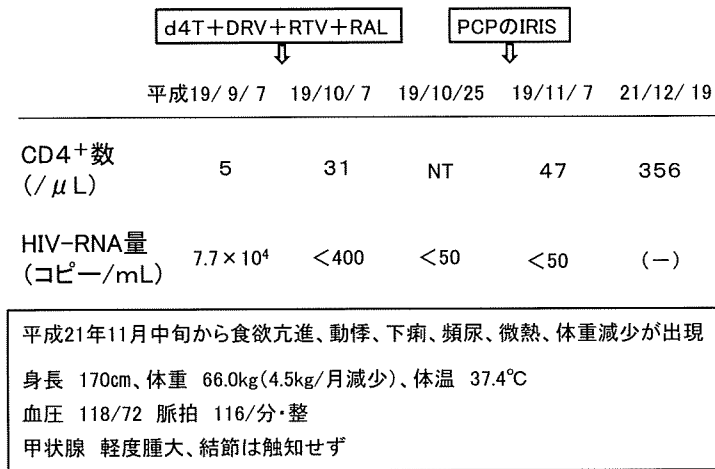 d4T+DRV+RTV+RAL PCPのIRIS
平成19/ 9/ 7 19/10/ 7 19/10/25 19/11/ 7 21/12/ 19
CD4+数 5 31 NT 47 356
(/μL)
HIV-RNA量 7.7×10⁴ <400 <50 <50 (-)
(コピー/mL)
平成21年11月中旬から食欲亢進、動悸、下痢、頻尿、微熱、体重減少が出現
身長 170cm、体重 66.0kg(4.5kg/月減少)、体温 37.4℃
血圧 118/72 脈拍 116/分・整
甲状腺 軽度腫大、結節は触知せず